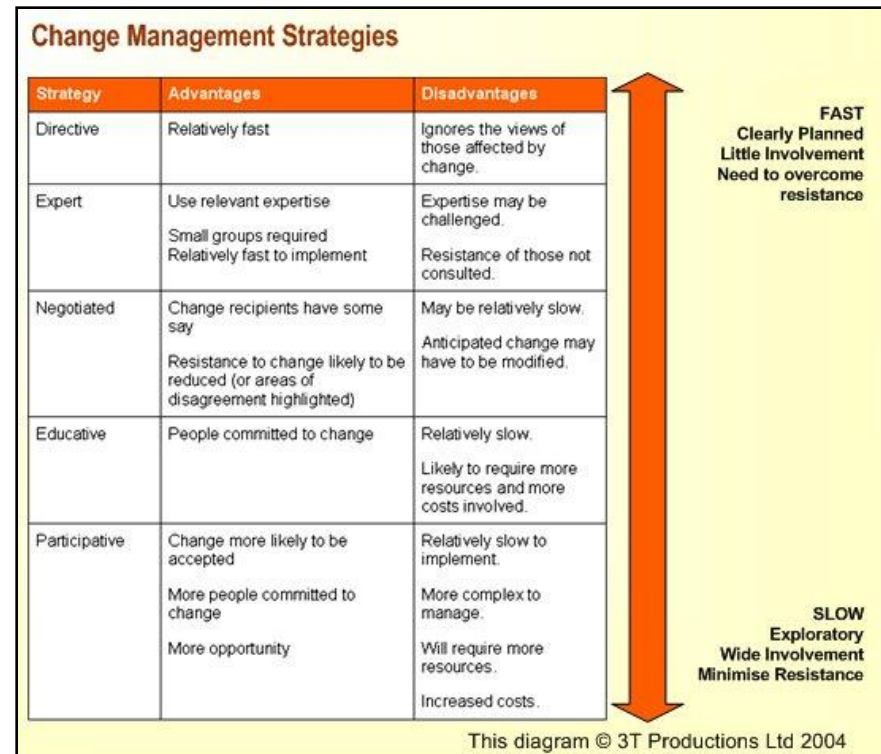 Change Management Strategies
Strategy
Advantages
Disadvantages
Directive
Relatively fast
Ignores the views of
those affected by
change.
Expert
Use relevant expertise
Small groups required
Relatively fast to implement
Expertise may be
challenged.
Resistance of those not
consulted.
Negotiated
Change recipients have some
say
Resistance to change likely to be
reduced (or areas of
disagreement highlighted)
May be relatively slow.
Anticipated change may
have to be modified.
Educative
People committed to change
Relatively slow.
Likely to require more
resources and more
costs involved.
Participative
Change more likely to be
accepted
More people committed to
change
More opportunity
Relatively slow to
implement.
More complex to
manage.
Will require more
resources.
Increased costs.
FAST
Clearly Planned
Little Involvement
Need to overcome
resistance
SLOW
Exploratory
Wide Involvement
Minimise Resistance
This diagram © 3T Productions Ltd 2004